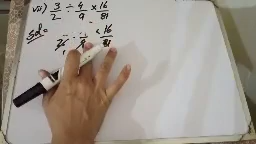 vii) 3/2 ÷ 4/9 × 16/81
Sol=
× 16/81